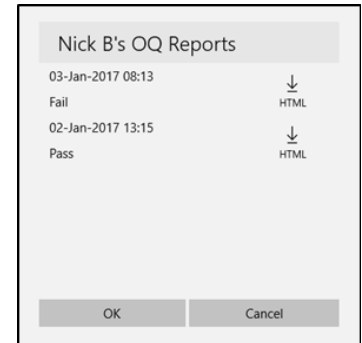 Nick B's OQ Reports
03-Jan-2017 08:13
Fail
HTML
02-Jan-2017 13:15
Pass
HTML
OK
Cancel